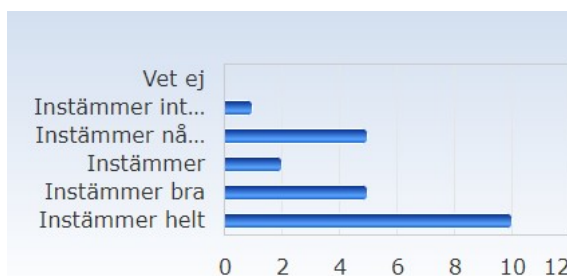 Vet ej
Instämmer int...
Instämmer nå...
Instämmer
Instämmer bra
Instämmer helt
0 2 4 6 8 10 12